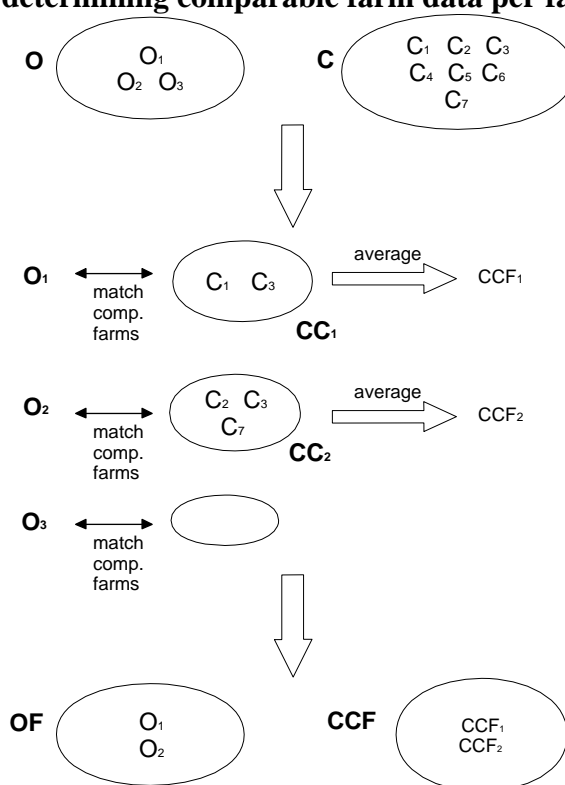 determining comparable farm data per fa
O
O₁
O₂ O₃
C
C₁ C₂ C₃
C₄ C₅ C₆
C₇
O₁
match
comp.
farms
C₁ C₃
CC₁
average
CCF₁
O₂
match
comp.
farms
C₂ C₃
C₇
CC₂
average
CCF₂
O₃
match
comp.
farms
OF
O₁
O₂
CCF
CCF₁
CCF₂